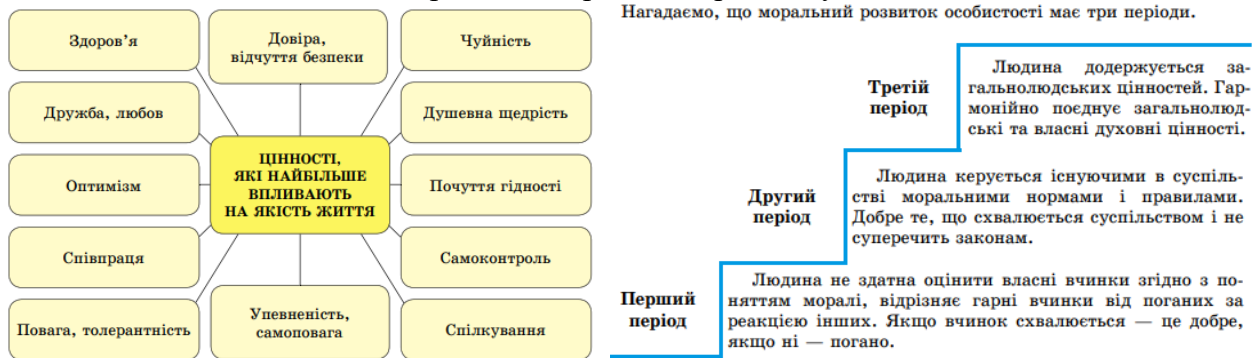 Здоров’я
Довіра,
відчуття безпеки
Чуйність
Дружба, любов
Душевна щедрість
ЦІННОСТІ,
ЯКІ НАЙБІЛЬШЕ
ВПЛИВАЮТЬ
НА ЯКІСТЬ ЖИТТЯ
Оптимізм
Почуття гідності
Співпраця
Самоконтроль
Повага, толерантність
Упевненість,
самоповага
Спілкування
Нагадаємо, що моральний розвиток особистості має три періоди.
Третій
період
Людина додержується за-
гальнолюдських цінностей. Гар-
монійно поєднує загальнолюд-
ські та власні духовні цінності.
Другий
період
Людина керується існуючими в суспіль-
стві моральними нормами і правилами.
Добре те, що схвалюється суспільством і не
суперечить законам.
Перший
період
Людина не здатна оцінити власні вчинки згідно з по-
няттям моралі, відрізняє гарні вчинки від поганих за
реакцією інших. Якщо вчинок схвалюється — це добре,
якщо ні — погано.